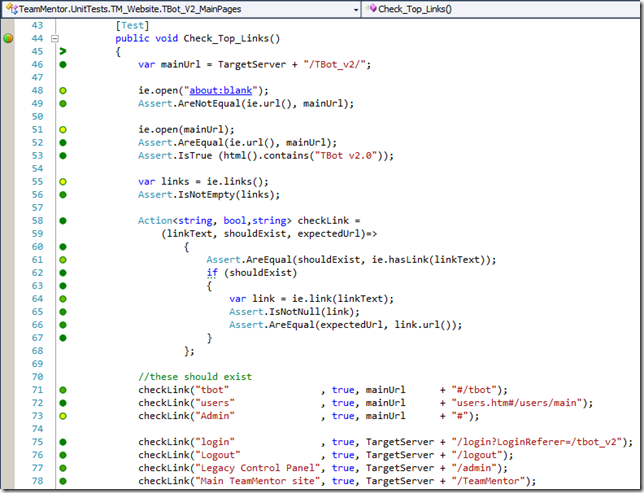 TeamMentor.UnitTests.TM_Website.TBot_V2_MainPages Check_Top_Links()
43 [Test]
44 public void Check_Top_Links()
45 {
46 var mainUrl = TargetServer + "/TBot_v2/";
47
48 ie.open("about:blank");
49 Assert.AreNotEqual(ie.url(), mainUrl);
50
51 ie.open(mainUrl);
52 Assert.AreEqual(ie.url(), mainUrl);
53 Assert.IsTrue (html().contains("TBot v2.0"));
54
55 var links = ie.links();
56 Assert.IsNotEmpty(links);
57
58 Action<string, bool,string> checkLink =
59 (linkText, shouldExist, expectedUrl)=>
60 {
61 Assert.AreEqual(shouldExist, ie.hasLink(linkText));
62 if (shouldExist)
63 {
64 var link = ie.link(linkText);
65 Assert.IsNotNull(link);
66 Assert.AreEqual(expectedUrl, link.url());
67 }
68 };
69
70 //these should exist
71 checkLink("tbot" , true, mainUrl + "#/tbot");
72 checkLink("users" , true, mainUrl + "users.htm#/users/main");
73 checkLink("Admin" , true, mainUrl + "#");
74
75 checkLink("login" , true, TargetServer + "/login?LoginReferer=/tbot_v2");
76 checkLink("Logout" , true, TargetServer + "/logout");
77 checkLink("Legacy Control Panel", true, TargetServer + "/admin");
78 checkLink("Main TeamMentor site", true, TargetServer + "/TeamMentor");